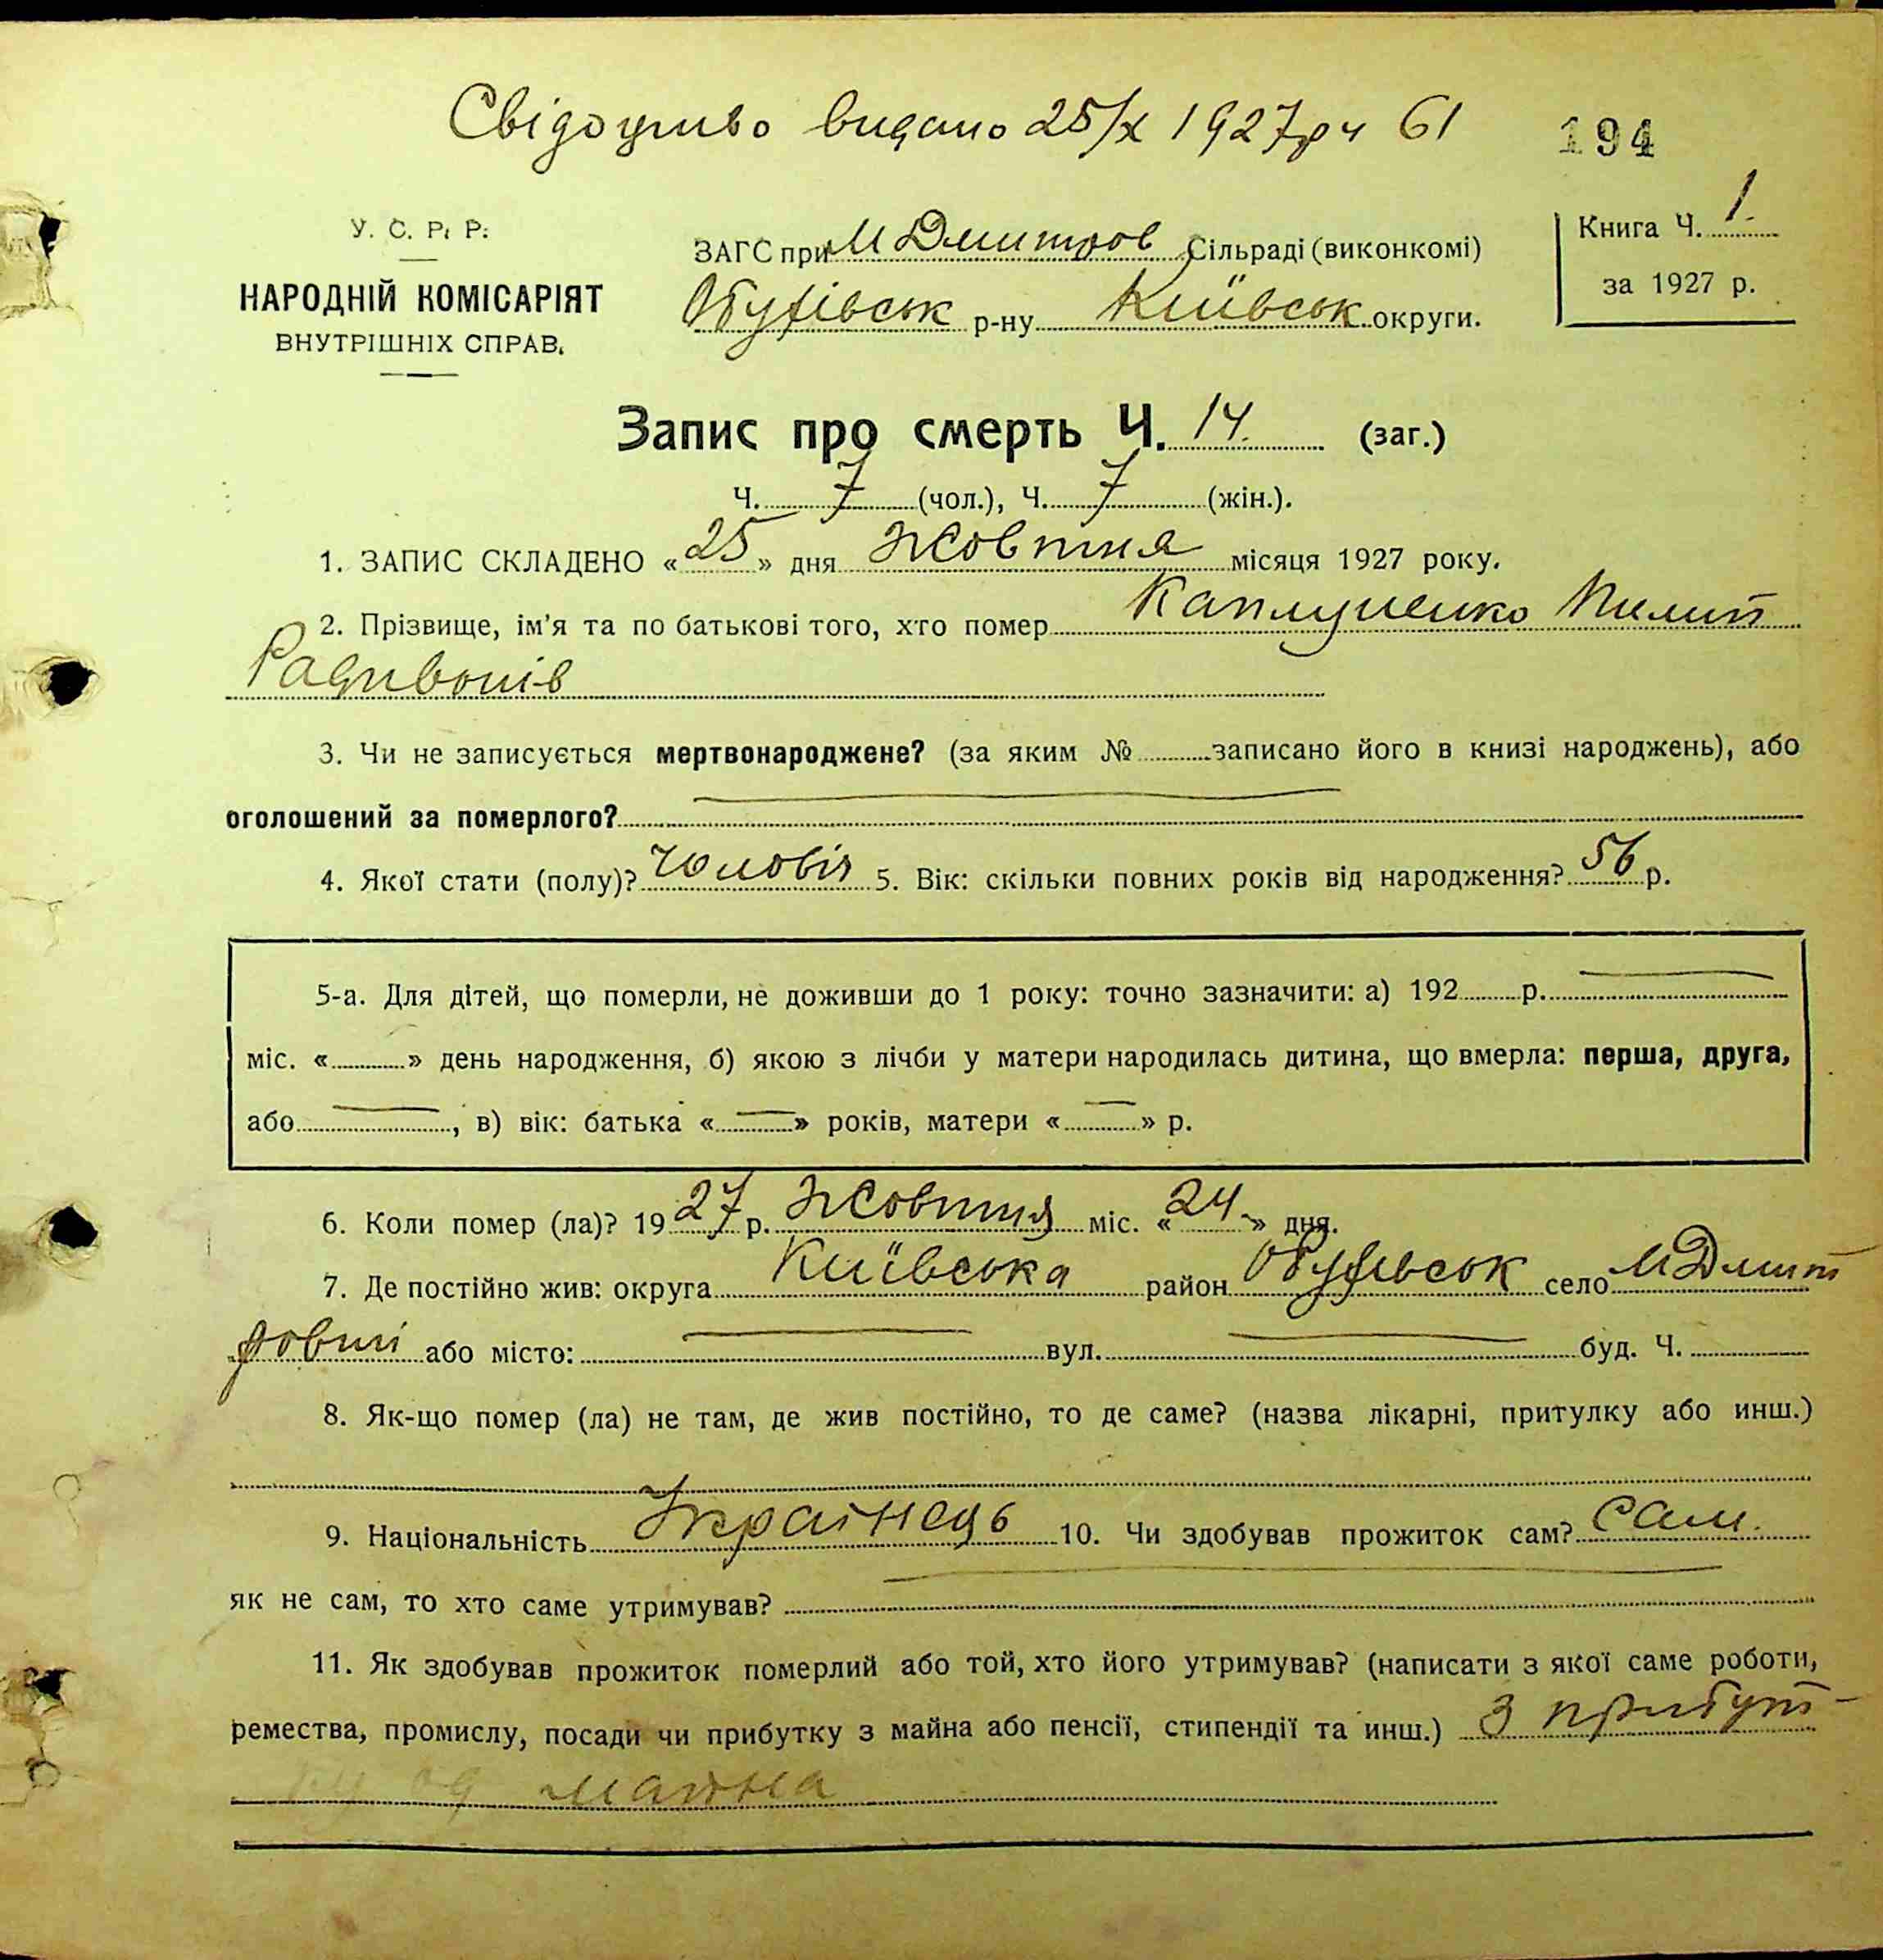 Свідоцтво видано 25/X 1927 р ч 61
194
У. С. Р. Р.
НАРОДНІЙ КОМІСАРІЯТ
ВНУТРІШНІХ СПРАВ.
ЗАГС при М Дмитров Сільраді (виконкомі)
Обухівськ р-ну Київськ округи.
Книга Ч. 1.
за 1927 р.
Запис про смерть Ч. 14. (заг.)
Ч. 7 (чол.), Ч. 7 (жін.).
1. ЗАПИС СКЛАДЕНО «25» дня Жовтня місяця 1927 року.
2. Прізвище, ім'я та по батькові того, хто помер Пилип
Радивонів
3. Чи не записується мертвонароджене? (за яким № записано його в книзі народжень), або
оголошений за померлого?
4. Якої стати (полу)? Чоловіч 5. Вік: скільки повних років від народження? 56 р.
5-а. Для дітей, що померли, не доживши до 1 року: точно зазначити: а) 192 р.
міс. « » день народження, б) якою з лічби у матери народилась дитина, що вмерла: перша, друга,
або , в) вік: батька « » років, матери « » р.
6. Коли помер (ла)? 1927 р. Жовтня міс. «24» дня.
7. Де постійно жив: округа Київська район Обухівськ село М Дмит
ровці або місто: вул. буд. Ч.
8. Як-що помер (ла) не там, де жив постійно, то де саме? (назва лікарні, притулку або инш.)
9. Національність Українець 10. Чи здобував прожиток сам? Сам.
як не сам, то хто саме утримував?
11. Як здобував прожиток померлий або той, хто його утримував? (написати з якої саме роботи,
ремества, промислу, посади чи прибутку з майна або пенсії, стипендії та инш.) З прибут-
ку од майна